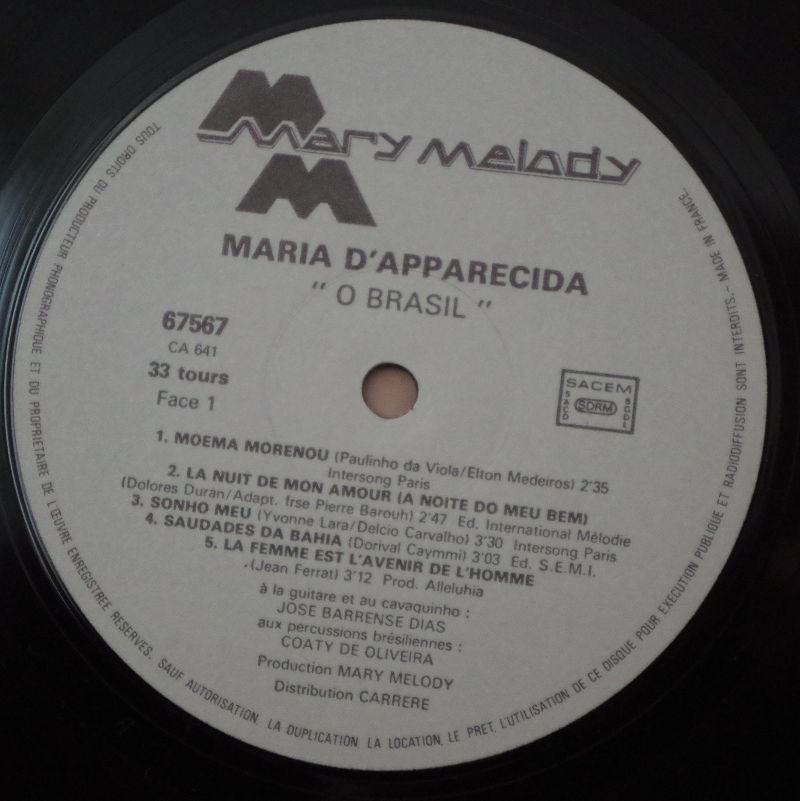 Mary Melody
MARIA D'APPARECIDA
" O BRASIL "
67567
CA 641
33 tours
Face 1
SACEM
SACD
SDRM
SGDL
1. MOEMA MORENOU (Paulinho da Viola/Elton Medeiros) 2'35
Intersong Paris
2. LA NUIT DE MON AMOUR (A NOITE DO MEU BEM)
(Dolores Duran/Adapt. frse Pierre Barouh) 2'47 Ed. International Mélodie
3. SONHO MEU (Yvonne Lara/Delcio Carvalho) 3'30 Intersong Paris
4. SAUDADES DA BAHIA (Dorival Caymmi) 3'03 Ed. S.E.M.I.
5. LA FEMME EST L'AVENIR DE L'HOMME
(Jean Ferrat) 3'12 Prod. Alleluhia
à la guitare et au cavaquinho :
JOSE BARRENSE DIAS
aux percussions brésiliennes :
COATY DE OLIVEIRA
Production MARY MELODY
Distribution CARRERE
TOUS DROITS DU PRODUCTEUR PHONOGRAPHIQUE ET DU PROPRIETAIRE DE L'ŒUVRE ENREGISTREE RESERVES. SAUF AUTORISATION, LA DUPLICATION, LA LOCATION, LE PRET, L'UTILISATION DE CE DISQUE POUR EXECUTION PUBLIQUE ET RADIODIFFUSION SONT INTERDITS. - MADE IN FRANCE.